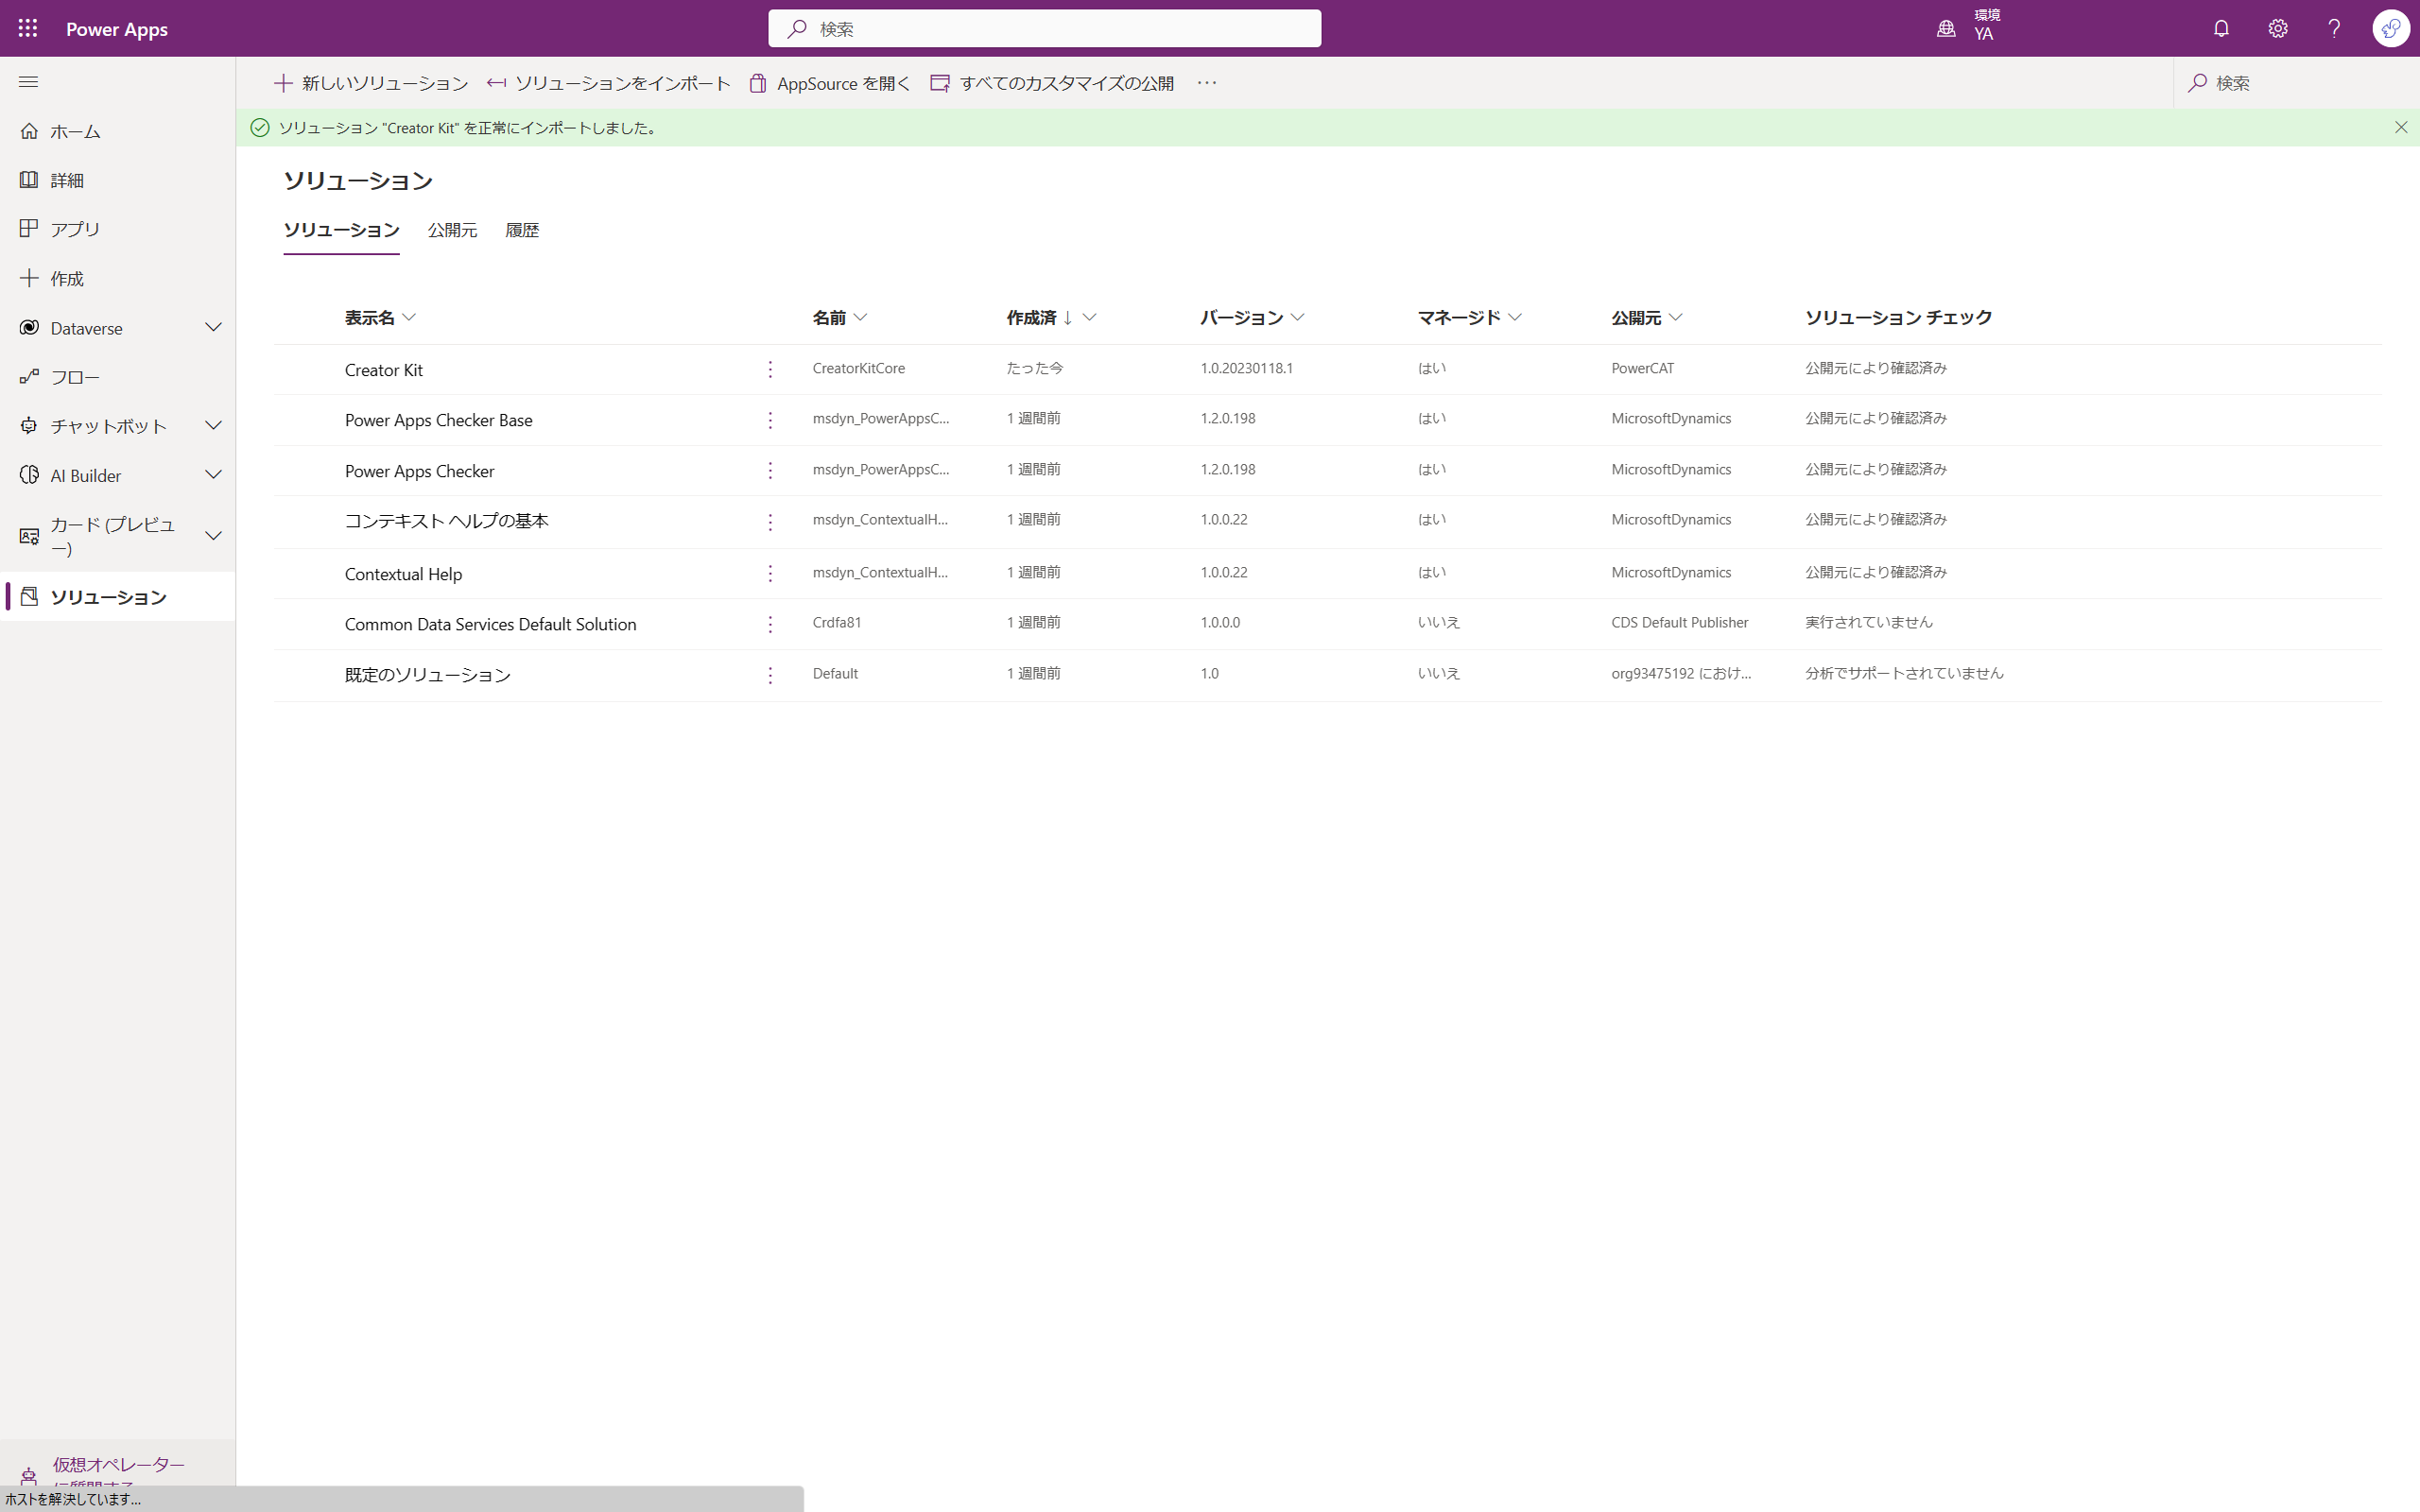 Power Apps
検索
環境
YA
新しいソリューション
ソリューションをインポート
AppSource を開く
すべてのカスタマイズの公開
検索
ソリューション "Creator Kit" を正常にインポートしました。
ホーム
詳細
アプリ
作成
Dataverse
フロー
チャットボット
AI Builder
カード (プレビュ
ー)
ソリューション
ソリューション
ソリューション 公開元 履歴
表示名 名前 作成済 バージョン マネージド 公開元 ソリューション チェック
Creator Kit CreatorKitCore たった今 1.0.20230118.1 はい PowerCAT 公開元により確認済み
Power Apps Checker Base msdyn_PowerAppsC... 1 週間前 1.2.0.198 はい MicrosoftDynamics 公開元により確認済み
Power Apps Checker msdyn_PowerAppsC... 1 週間前 1.2.0.198 はい MicrosoftDynamics 公開元により確認済み
コンテキスト ヘルプの基本 msdyn_ContextualH... 1 週間前 1.0.0.22 はい MicrosoftDynamics 公開元により確認済み
Contextual Help msdyn_ContextualH... 1 週間前 1.0.0.22 はい MicrosoftDynamics 公開元により確認済み
Common Data Services Default Solution Crdfa81 1 週間前 1.0.0.0 いいえ CDS Default Publisher 実行されていません
既定のソリューション Default 1 週間前 1.0 いいえ org93475192 におけ... 分析でサポートされていません
仮想オペレーター
に質問する
ホストを解決しています...